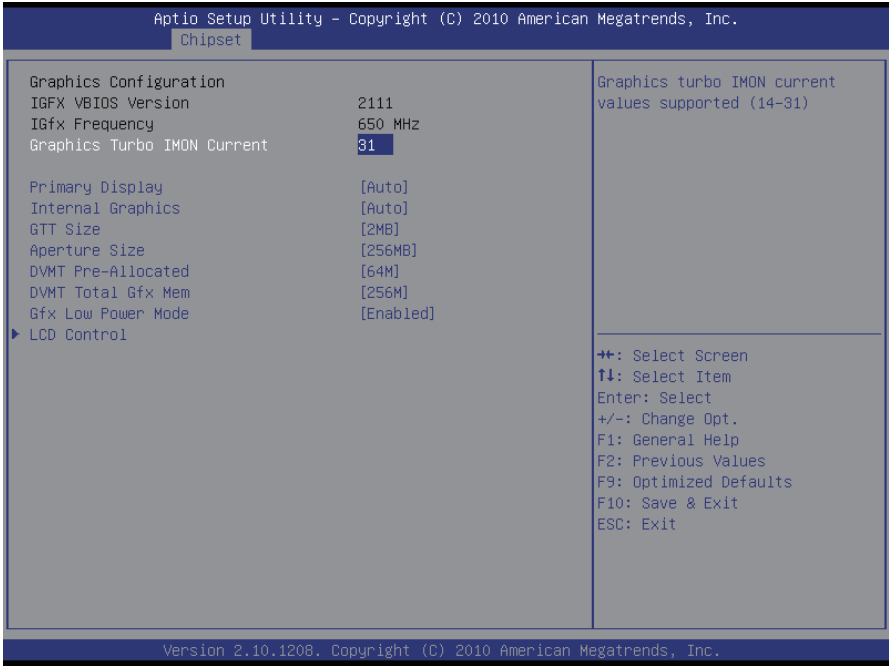 Aptio Setup Utility – Copyright (C) 2010 American Megatrends, Inc.
Chipset
Graphics Configuration
IGFX VBIOS Version 2111
IGfx Frequency 650 MHz
Graphics Turbo IMON Current 31
Primary Display [Auto]
Internal Graphics [Auto]
GTT Size [2MB]
Aperture Size [256MB]
DVMT Pre-Allocated [64M]
DVMT Total Gfx Mem [256M]
Gfx Low Power Mode [Enabled]
▶ LCD Control
Graphics turbo IMON current
values supported (14-31)
→←: Select Screen
↑↓: Select Item
Enter: Select
+/-: Change Opt.
F1: General Help
F2: Previous Values
F9: Optimized Defaults
F10: Save & Exit
ESC: Exit
Version 2.10.1208. Copyright (C) 2010 American Megatrends, Inc.